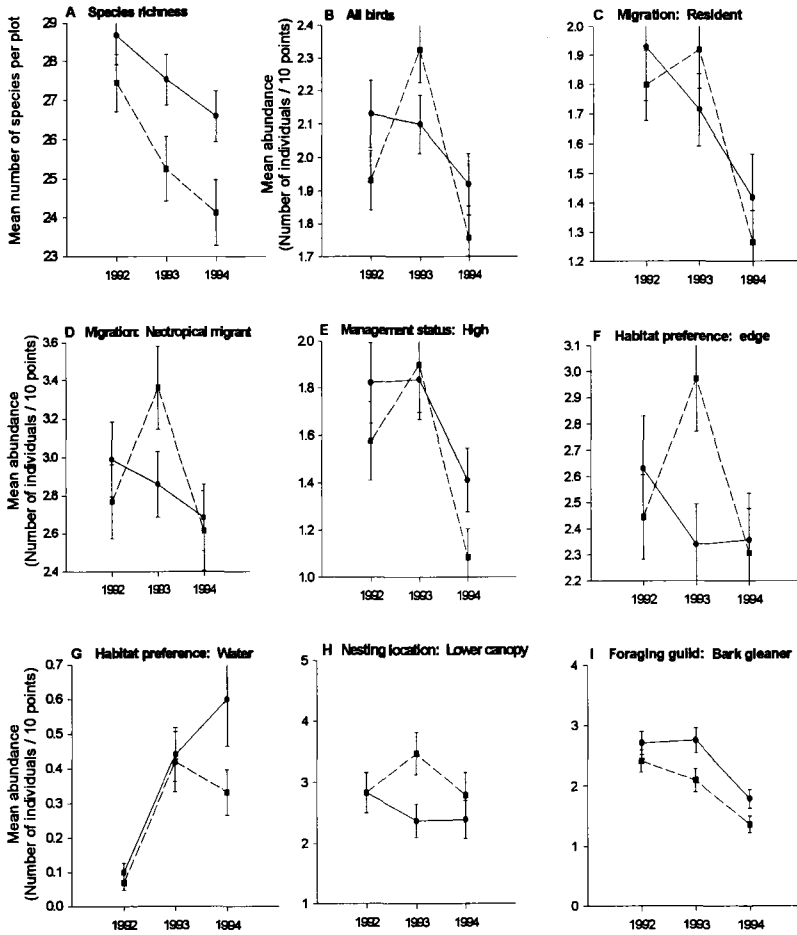 A Species richness
Mean number of species per plot
29
28
27
26
25
24
23
1992 1993 1994
B All birds
Mean abundance
(Number of individuals / 10 points)
2.4
2.3
2.2
2.1
2.0
1.9
1.8
1.7
1992 1993 1994
C Migration: Resident
2.0
1.9
1.8
1.7
1.6
1.5
1.4
1.3
1.2
1992 1993 1994
D Migration: Neotropical migrant
Mean abundance
(Number of individuals / 10 points)
3.6
3.4
3.2
3.0
2.8
2.6
2.4
1992 1993 1994
E Management status: High
2.0
1.8
1.6
1.4
1.2
1.0
1992 1993 1994
F Habitat preference: edge
3.1
3.0
2.9
2.8
2.7
2.6
2.5
2.4
2.3
2.2
1992 1993 1994
G Habitat preference: Water
Mean abundance
(Number of individuals / 10 points)
0.7
0.6
0.5
0.4
0.3
0.2
0.1
0.0
1992 1993 1994
H Nesting location: Lower canopy
5
4
3
2
1
1992 1993 1994
I Foraging guild: Bark gleaner
4
3
2
1
0
1992 1993 1994